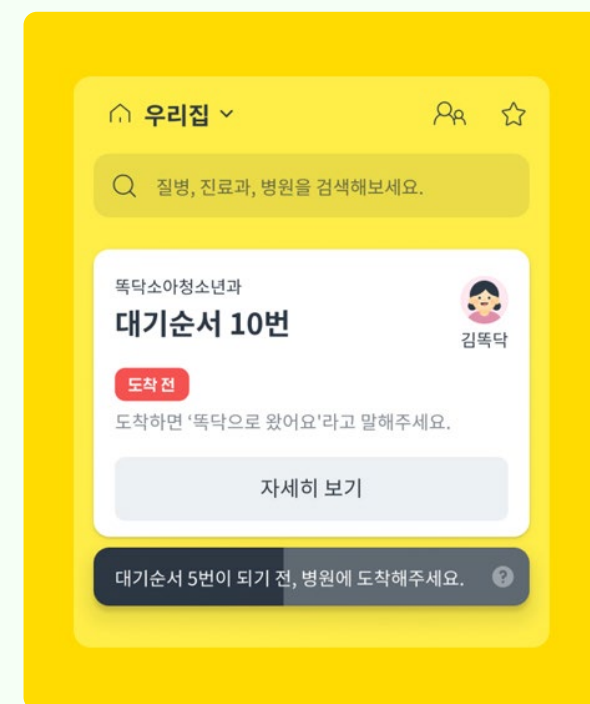 우리집
질병, 진료과, 병원을 검색해보세요.
똑닥소아청소년과
대기순서 10번
김똑닥
도착 전
도착하면 ‘똑닥으로 왔어요'라고 말해주세요.
자세히 보기
대기순서 5번이 되기 전, 병원에 도착해주세요. ?